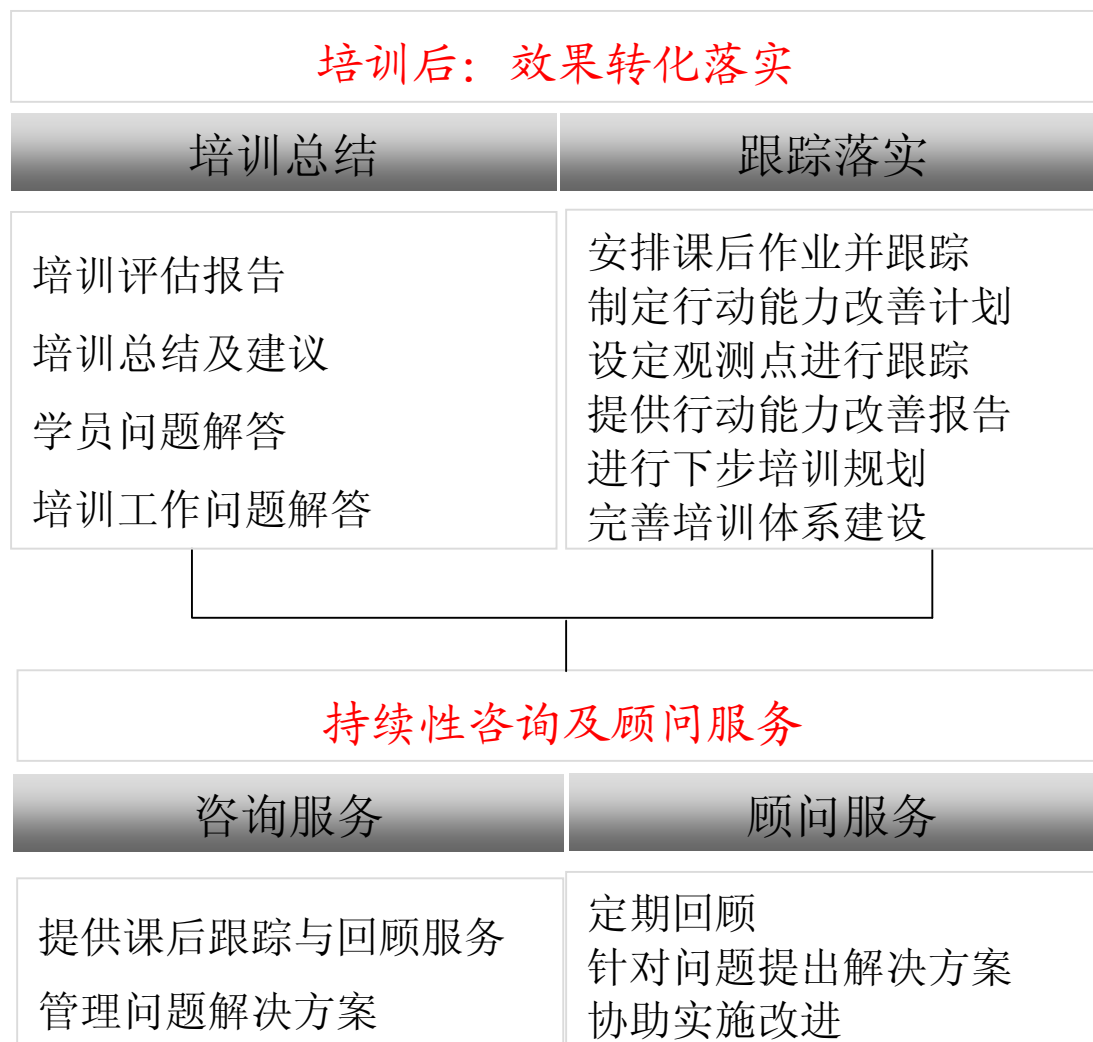 培训后：效果转化落实
培训总结
跟踪落实
培训评估报告
培训总结及建议
学员问题解答
培训工作问题解答
安排课后作业并跟踪
制定行动能力改善计划
设定观测点进行跟踪
提供行动能力改善报告
进行下步培训规划
完善培训体系建设
持续性咨询及顾问服务
咨询服务
顾问服务
提供课后跟踪与回顾服务
管理问题解决方案
定期回顾
针对问题提出解决方案
协助实施改进